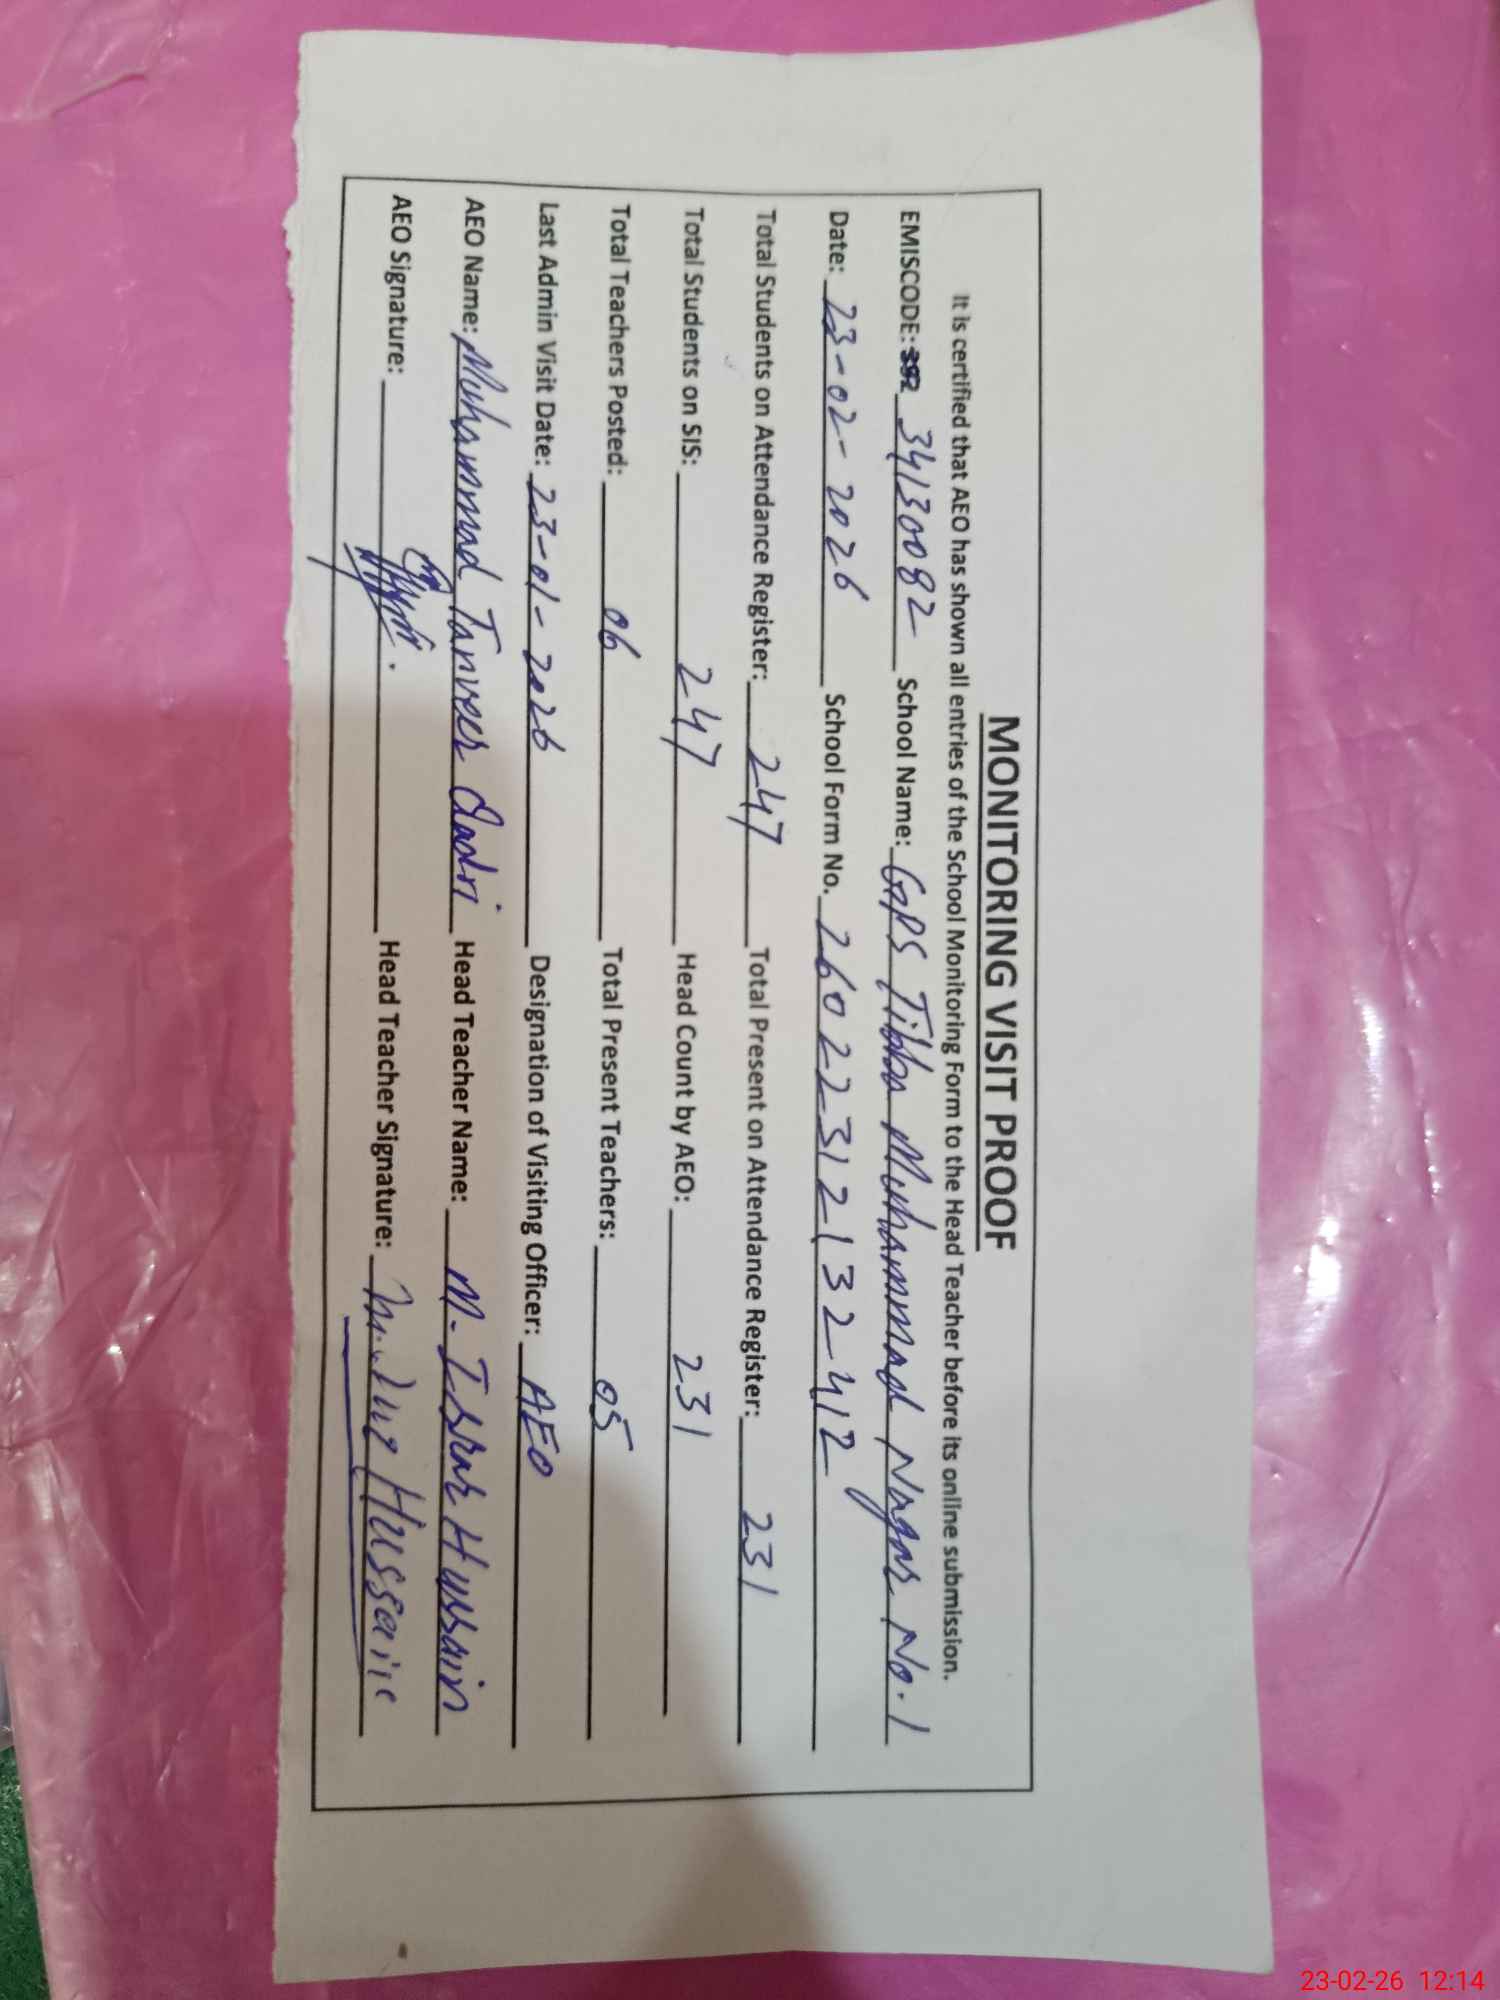 MONITORING VISIT PROOF
It is certified that AEO has shown all entries of the School Monitoring Form to the Head Teacher before its online submission.
EMISCODE: 34130082 School Name: GPS Tibba Muhammad Nagar No.1
Date: 23-02-2026 School Form No. 26022312132412
Total Students on Attendance Register: 247 Total Present on Attendance Register: 231
Total Students on SIS: 247 Head Count by AEO: 231
Total Teachers Posted: 06 Total Present Teachers: 05
Last Admin Visit Date: 23-01-2026 Designation of Visiting Officer: AEO
AEO Name: Muhammad Tanveer Qadri Head Teacher Name: M. Israr Hussain
AEO Signature: Head Teacher Signature: Hussain
23-02-26 12:14